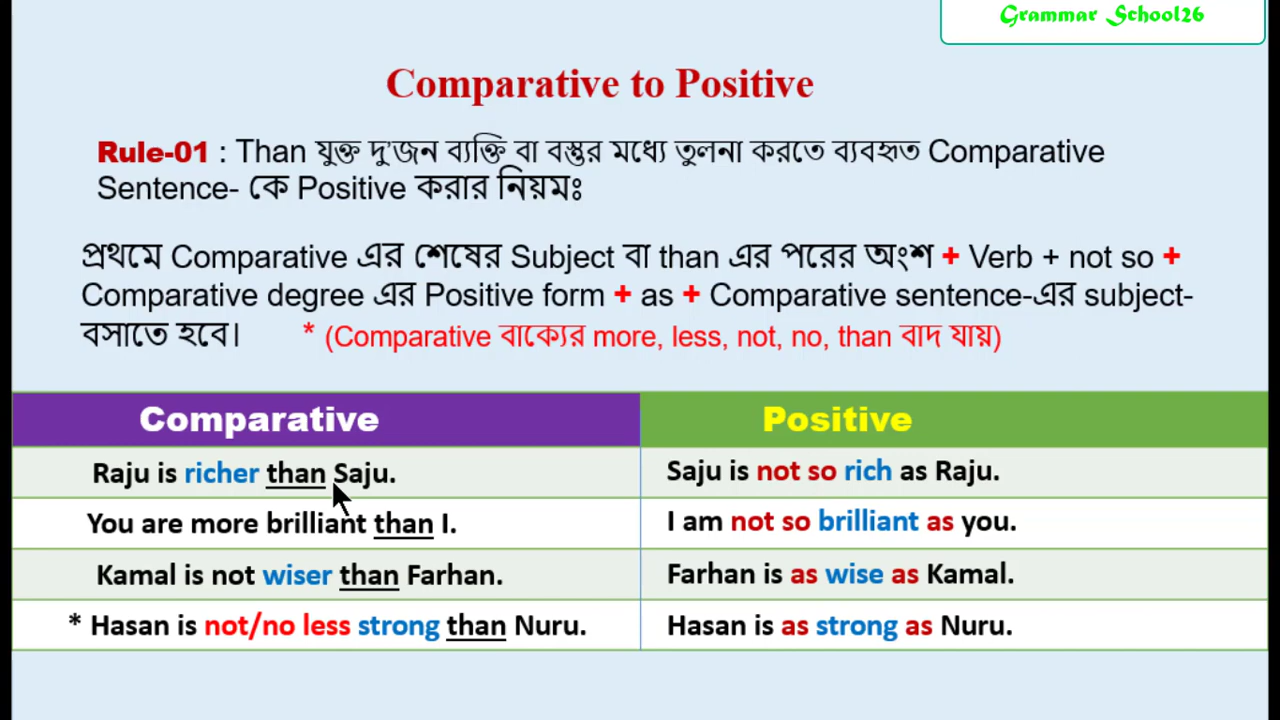 Grammar School26
Comparative to Positive
Rule-01 : Than যুক্ত দু'জন ব্যক্তি বা বস্তুর মধ্যে তুলনা করতে ব্যবহৃত Comparative
Sentence- কে Positive করার নিয়মঃ
প্রথমে Comparative এর শেষের Subject বা than এর পরের অংশ + Verb + not so +
Comparative degree এর Positive form + as + Comparative sentence-এর subject-
বসাতে হবে। * (Comparative বাক্যের more, less, not, no, than বাদ যায়)
Comparative Positive
Raju is richer than Saju. Saju is not so rich as Raju.
You are more brilliant than I. I am not so brilliant as you.
Kamal is not wiser than Farhan. Farhan is as wise as Kamal.
* Hasan is not/no less strong than Nuru. Hasan is as strong as Nuru.